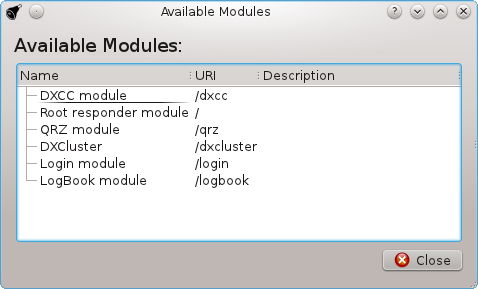 Available Modules
Available Modules:
Name URI Description
DXCC module /dxcc
Root responder module /
QRZ module /qrz
DXCluster /dxcluster
Login module /login
LogBook module /logbook
Close